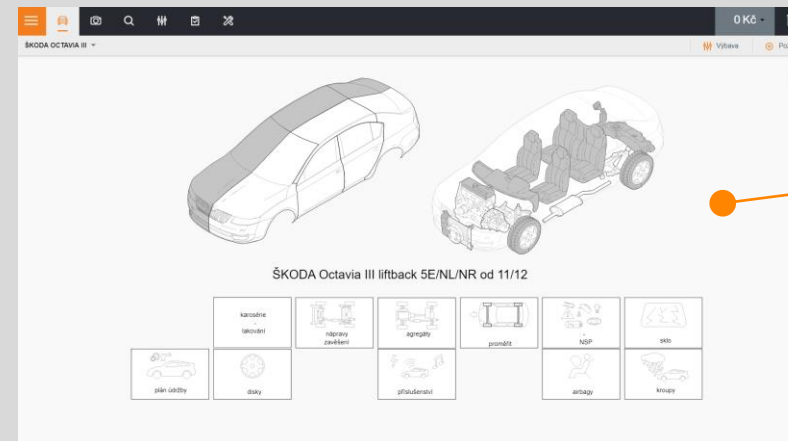 0 Kč
ŠKODA OCTAVIA III
Výbava
ŠKODA Octavia III liftback 5E/NL/NR od 11/12
karosérie
-
lakování
nápravy
zavěšení
agregáty
proměřit
-
NSP
sklo
plán údržby
disky
příslušenství
airbagy
kroupy